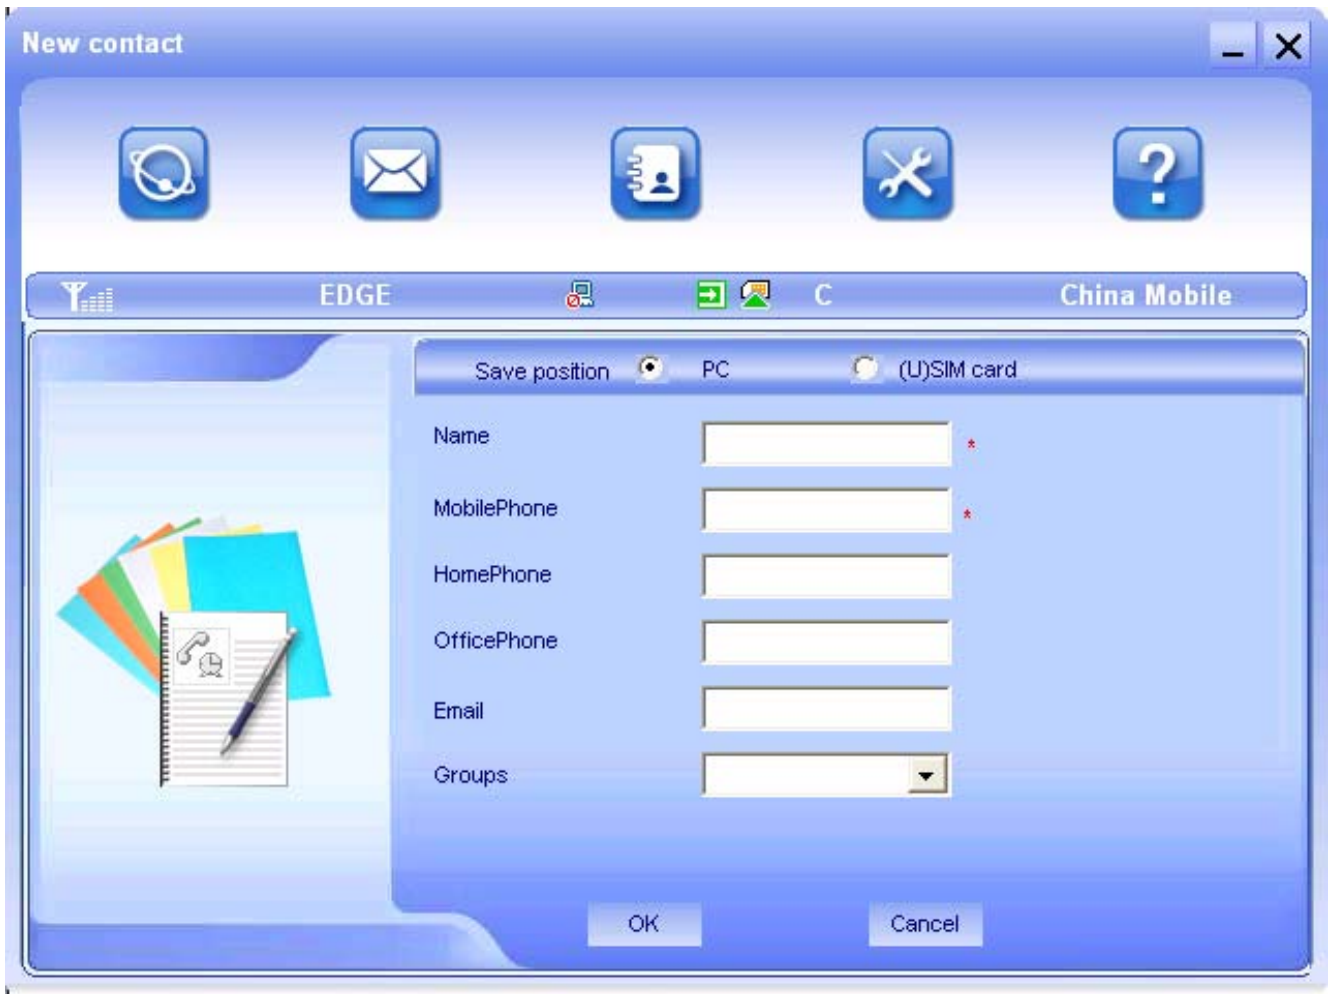 New contact
EDGE C China Mobile
Save position PC (U)SIM card
Name *
MobilePhone *
HomePhone
OfficePhone
Email
Groups
OK Cancel